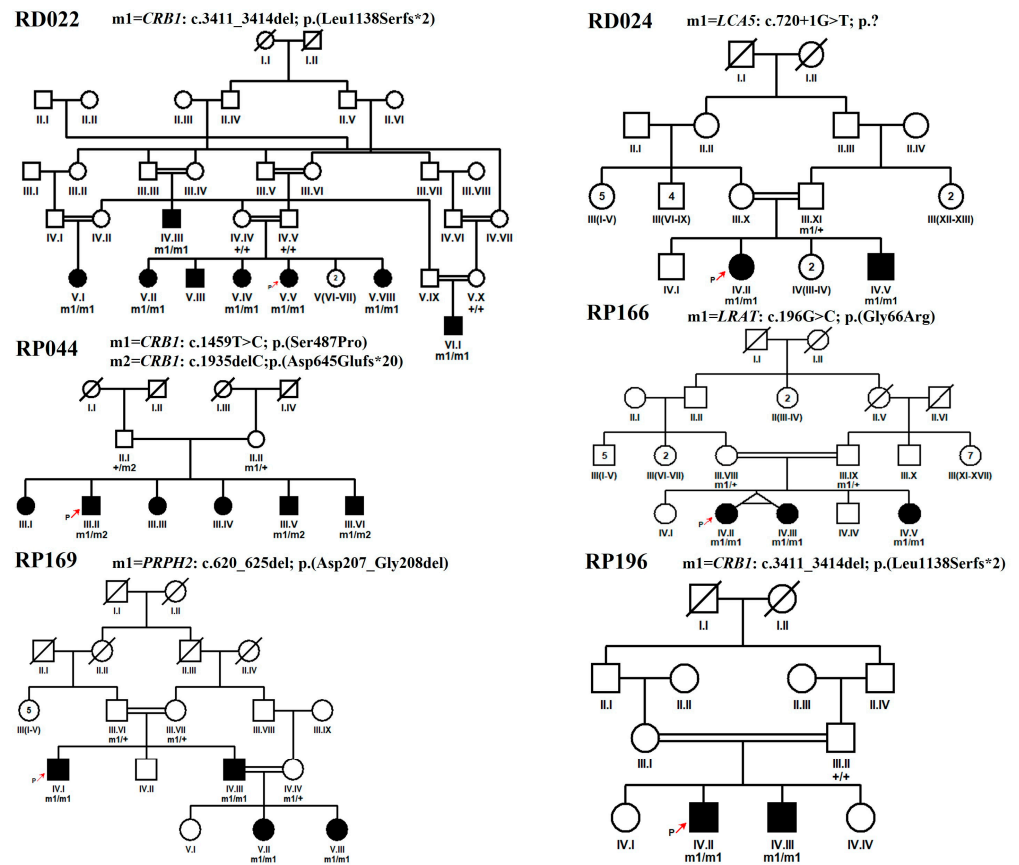 RD022 m1=CRB1: c.3411_3414del; p.(Leu1138Serfs*2)
I.I I.II
II.I II.II II.III II.IV II.V II.VI
III.I III.II III.III III.IV III.V III.VI III.VII III.VIII
IV.I IV.II IV.III IV.IV IV.V IV.VI IV.VII
m1/m1 +/+ +/+
P 2
V.I V.II V.III V.IV V.V V(VI-VII) V.VIII V.IX V.X
m1/m1 m1/m1 m1/m1 m1/m1 m1/m1 +/+
VI.I
m1/m1
RP044 m1=CRB1: c.1459T>C; p.(Ser487Pro)
m2=CRB1: c.1935delC;p.(Asp645Glufs*20)
I.I I.II I.III I.IV
II.I II.II
+/m2 m1/+
P
III.I III.II III.III III.IV III.V III.VI
m1/m2 m1/m2 m1/m2
RP169 m1=PRPH2: c.620_625del; p.(Asp207_Gly208del)
I.I I.II
II.I II.II II.III II.IV
5
III(I-V) III.VI III.VII III.VIII III.IX
m1/+ m1/+
P
IV.I IV.II IV.III IV.IV
m1/m1 m1/m1 m1/+
V.I V.II V.III
m1/m1 m1/m1
RD024 m1=LCA5: c.720+1G>T; p.?
I.I I.II
II.I II.II II.III II.IV
5 4 2
III(I-V) III(VI-IX) III.X III.XI III(XII-XIII)
m1/+
P 2
IV.I IV.II IV(III-IV) IV.V
m1/m1 m1/m1
RP166 m1=LRAT: c.196G>C; p.(Gly66Arg)
I.I I.II
2
II.I II.II II(III-IV) II.V II.VI
5 2 7
III(I-V) III(VI-VII) III.VIII III.IX III.X III(XI-XVII)
m1/+ m1/+
P
IV.I IV.II IV.III IV.IV IV.V
m1/m1 m1/m1 m1/m1
RP196 m1=CRB1: c.3411_3414del; p.(Leu1138Serfs*2)
I.I I.II
II.I II.II II.III II.IV
III.I III.II
+/+
P
IV.I IV.II IV.III IV.IV
m1/m1 m1/m1